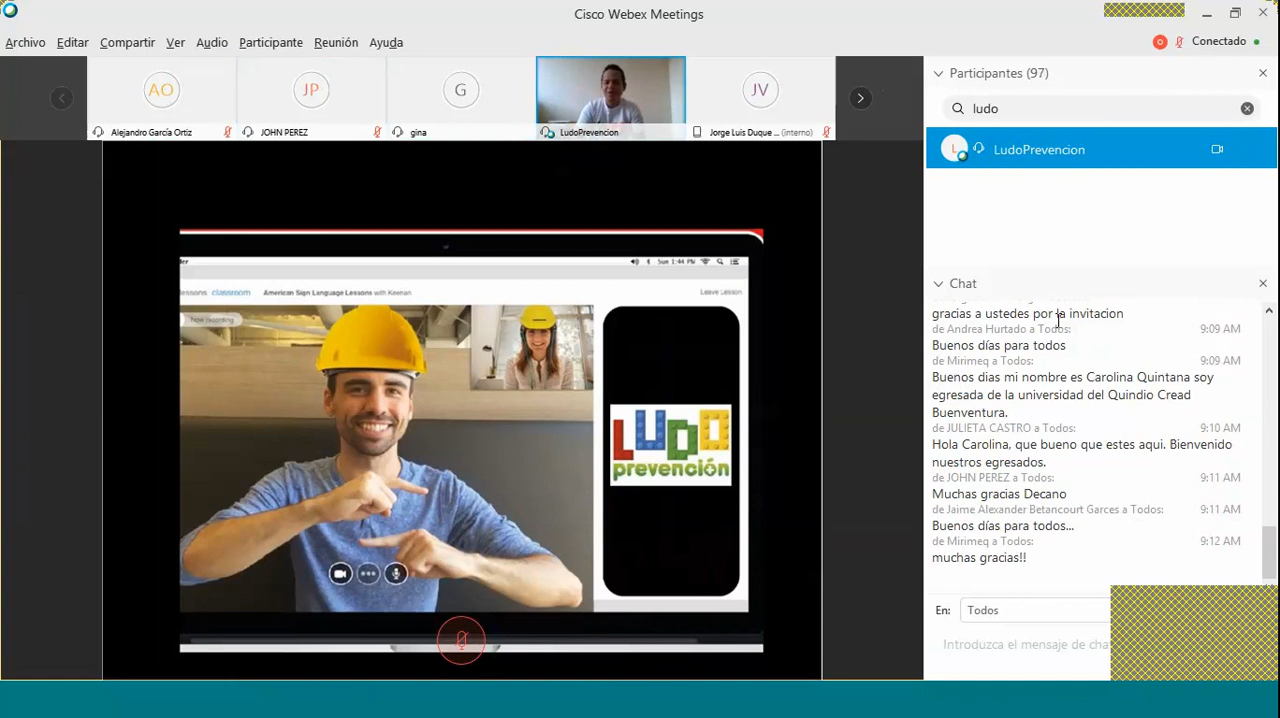 Cisco Webex Meetings
Archivo Editar Compartir Ver Audio Participante Reunión Ayuda
Conectado
AO
Alejandro García Ortiz
JP
JOHN PEREZ
G
gina
LudoPrevencion
JV
Jorge Luis Duque ... (interno)
Participantes (97)
ludo
L LudoPrevencion
Sun 1:44 PM
classroom American Sign Language Lessons with Keenan
Leave Lesson
Now recording
LUDO
prevención
Chat
gracias a ustedes por la invitacion
de Andrea Hurtado a Todos: 9:09 AM
Buenos días para todos
de Mirimeq a Todos: 9:09 AM
Buenos dias mi nombre es Carolina Quintana soy
egresada de la universidad del Quindio Cread
Buenventura.
de JULIETA CASTRO a Todos: 9:10 AM
Hola Carolina, que bueno que estes aqui. Bienvenido
nuestros egresados.
de JOHN PEREZ a Todos: 9:11 AM
Muchas gracias Decano
de Jaime Alexander Betancourt Garces a Todos: 9:11 AM
Buenos días para todos...
de Mirimeq a Todos: 9:12 AM
muchas gracias!!
En: Todos
Introduzca el mensaje de